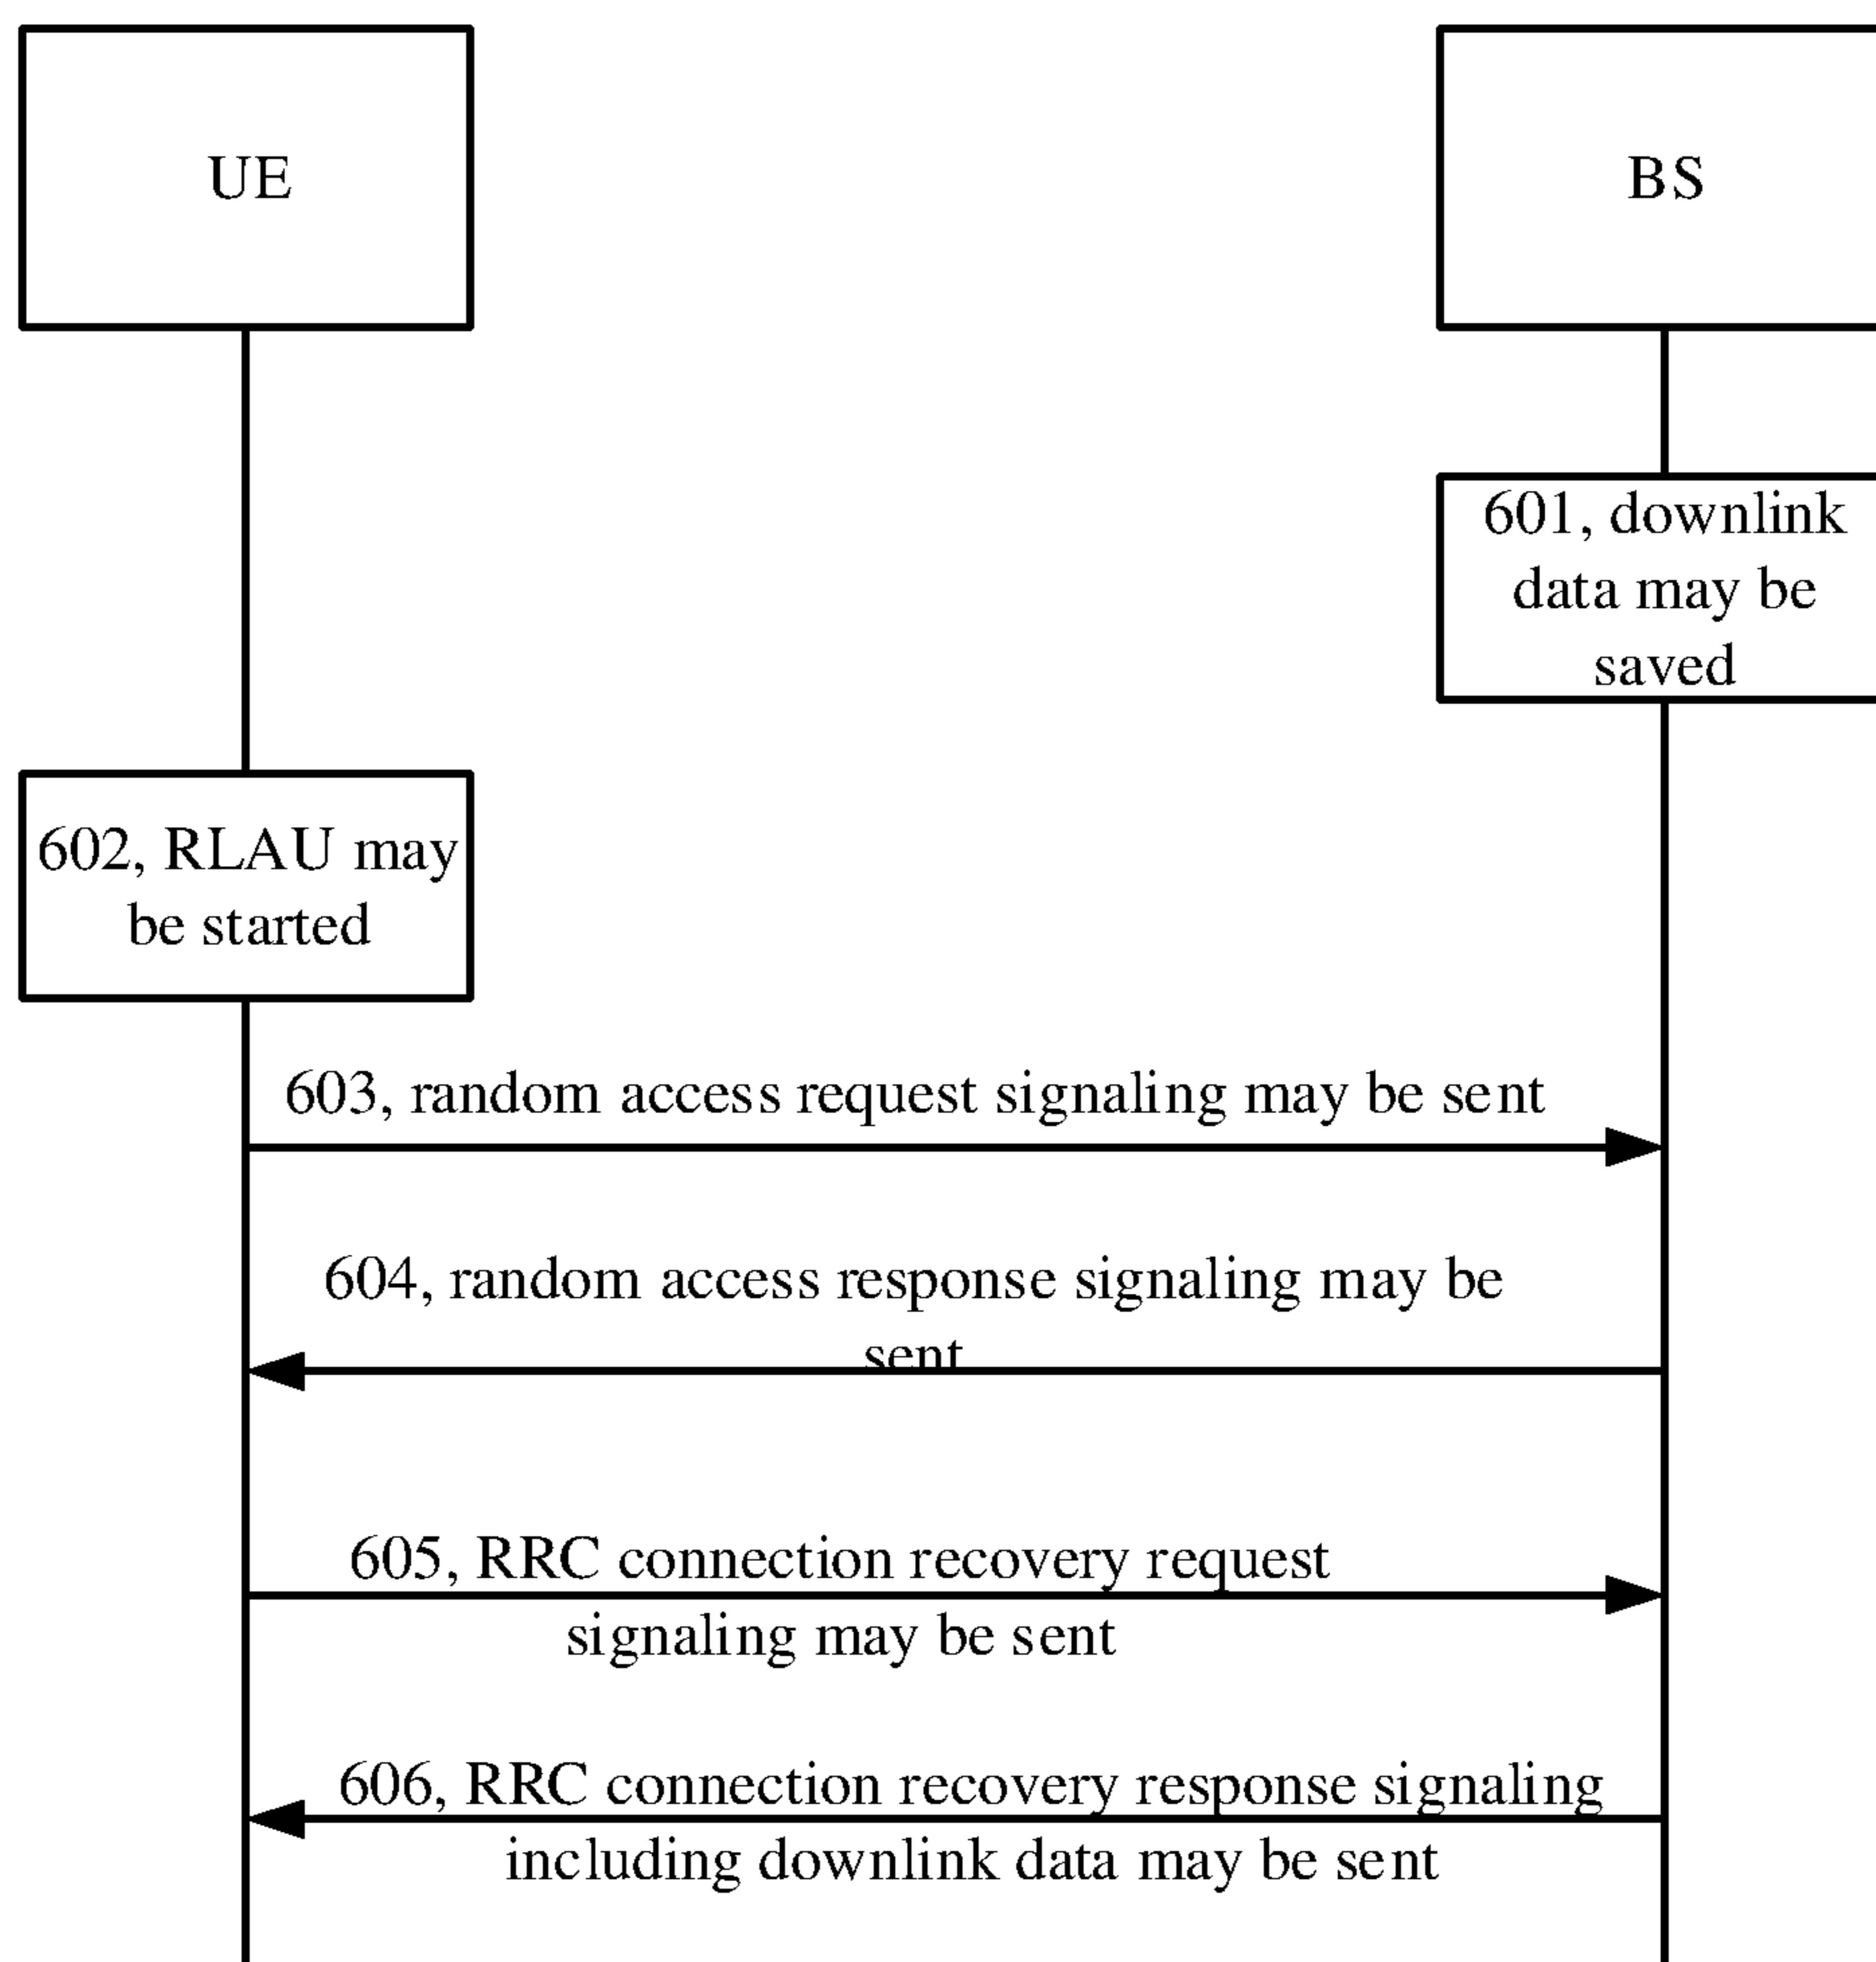 UE
BS
601, downlink
data may be
saved
602, RLAU may
be started
603, random access request signaling may be sent
604, random access response signaling may be
sent
605, RRC connection recovery request
signaling may be sent
606, RRC connection recovery response signaling
including downlink data may be sent